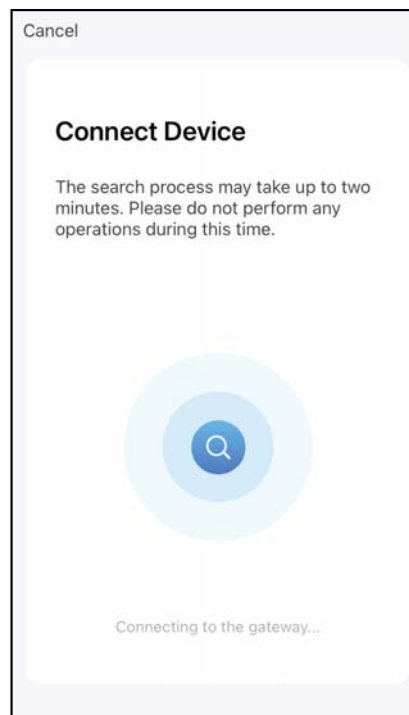 Cancel
Connect Device
The search process may take up to two
minutes. Please do not perform any
operations during this time.
Connecting to the gateway...